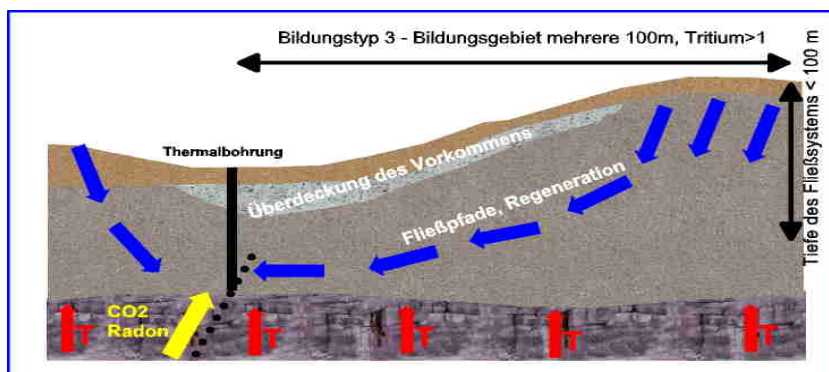 Bildungstyp 3 - Bildungsgebiet mehrere 100m, Tritium>1
Tiefe des Fließsystems < 100 m
Thermalbohrung
Überdeckung des Vorkommens
Fließpfade, Regeneration
CO2
Radon
T
T
T
T
T